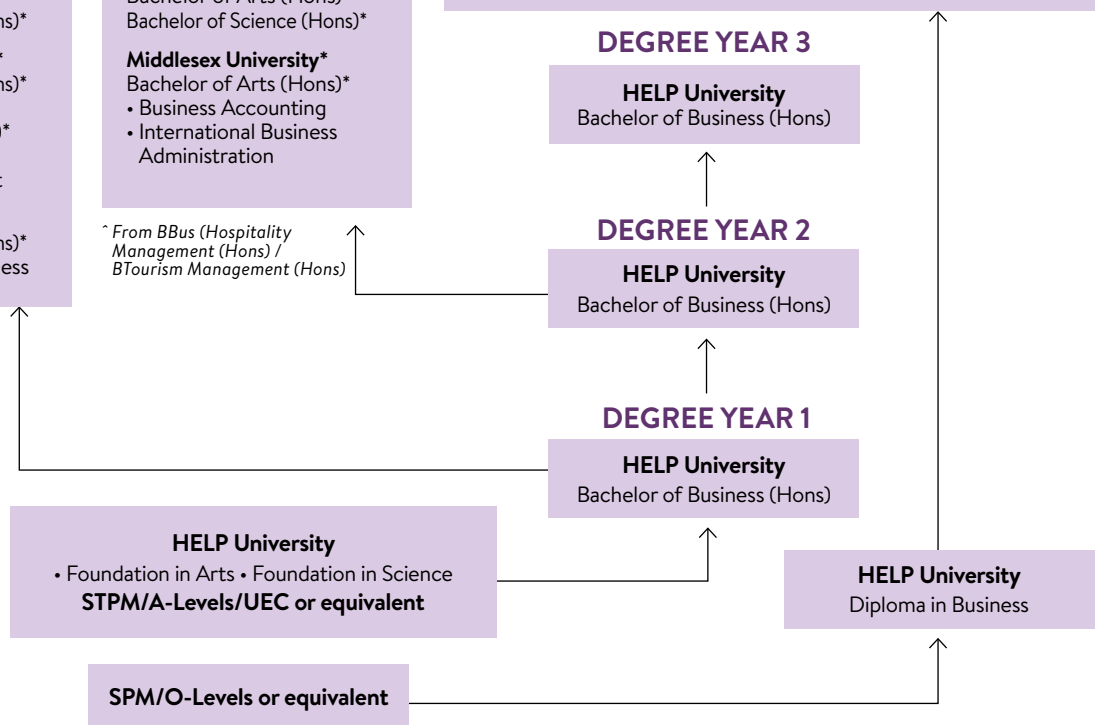 ns)*
ns)*
ns)*
ess
Bachelor of Arts (Hons)*
Bachelor of Science (Hons)*
Middlesex University*
Bachelor of Arts (Hons)*
• Business Accounting
• International Business
Administration
^ From BBus (Hospitality
Management (Hons) /
BTourism Management (Hons)
DEGREE YEAR 3
HELP University
Bachelor of Business (Hons)
DEGREE YEAR 2
HELP University
Bachelor of Business (Hons)
DEGREE YEAR 1
HELP University
Bachelor of Business (Hons)
HELP University
• Foundation in Arts • Foundation in Science
STPM/A-Levels/UEC or equivalent
HELP University
Diploma in Business
SPM/O-Levels or equivalent